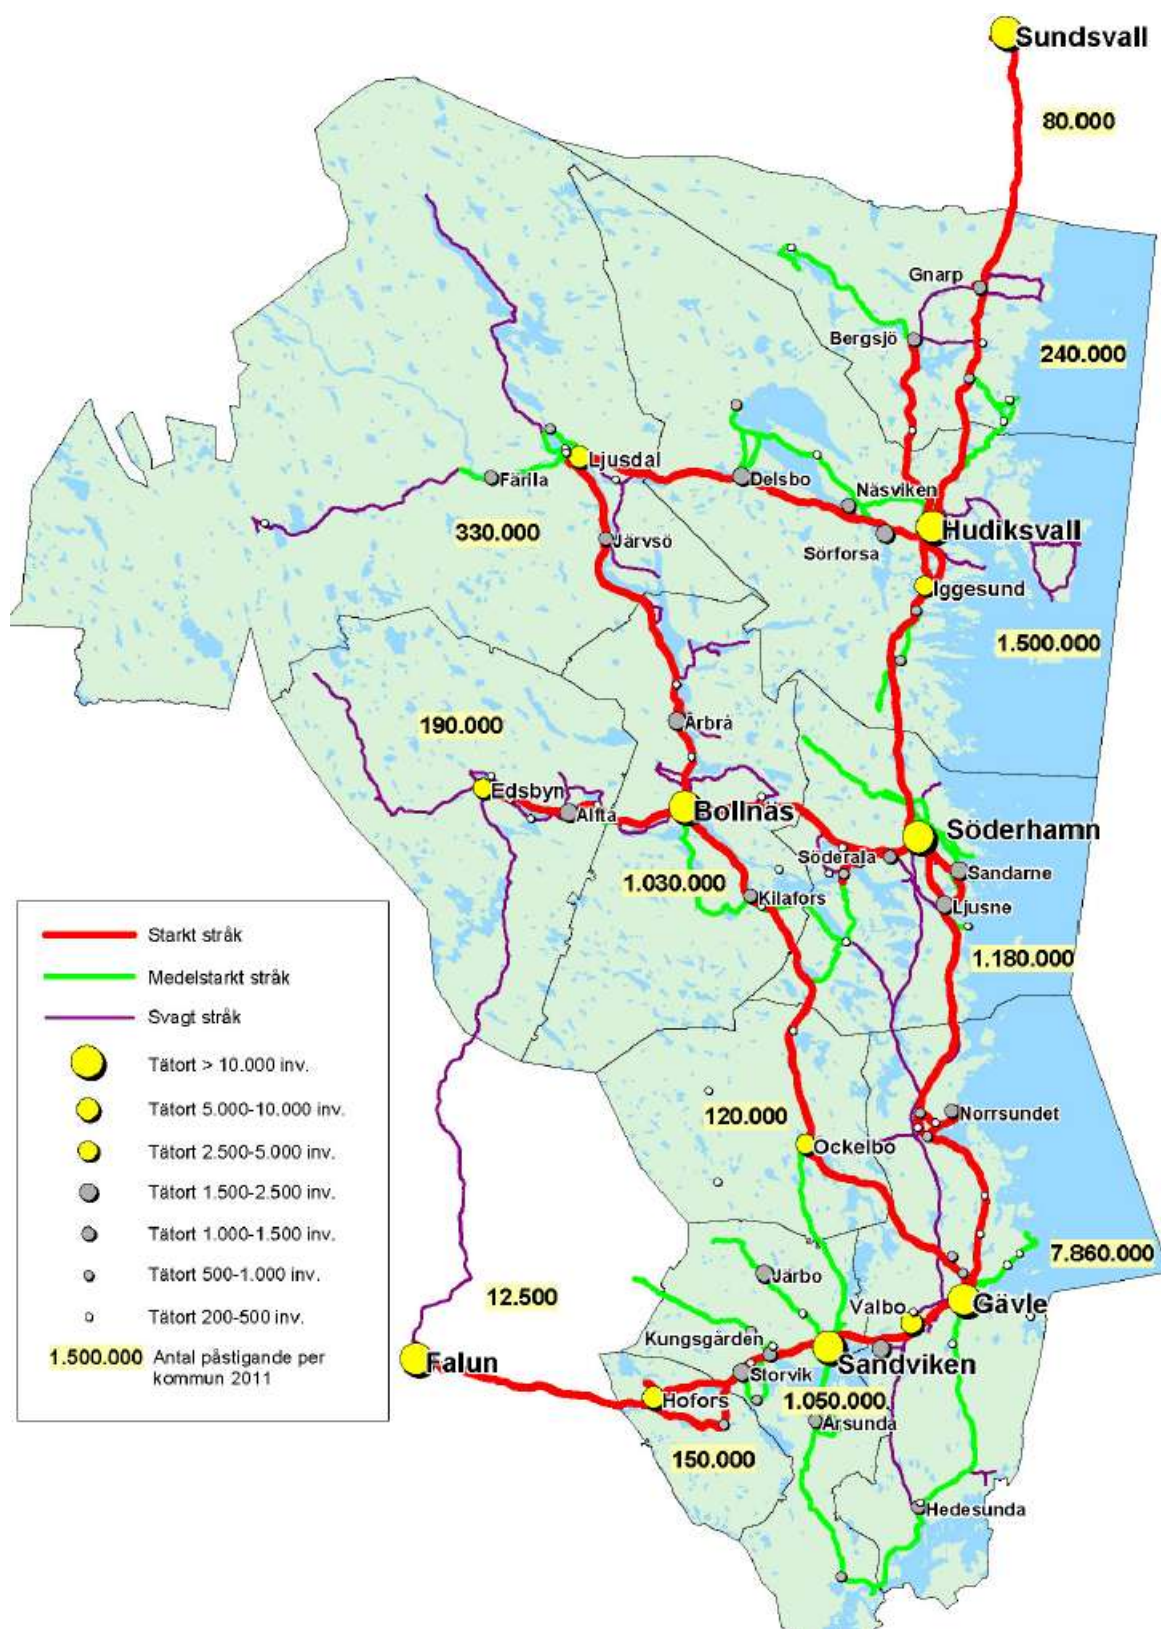 Sundsvall
80.000
Gnarp
Bergsjö
240.000
Ljusdal
Färila
Delsbo
Näsviken
Hudiksvall
330.000
Järvsö
Sörforsa
Iggesund
1.500.000
190.000
Arbrå
Edsbyn
Alfta
Bollnäs
Söderhamn
Söderala
Sandarne
1.030.000
Kilafors
Ljusne
1.180.000
Starkt stråk
Medelstarkt stråk
Svagt stråk
Tätort > 10.000 inv.
Tätort 5.000-10.000 inv.
Tätort 2.500-5.000 inv.
Tätort 1.500-2.500 inv.
Tätort 1.000-1.500 inv.
Tätort 500-1.000 inv.
Tätort 200-500 inv.
1.500.000 Antal påstigande per
kommun 2011
120.000
Norrsundet
Ockelbo
7.860.000
Järbo
12.500
Valbo
Gävle
Kungsgården
Falun
Sandviken
Storvik
Hofors
1.050.000
Årsunda
150.000
Hedesunda